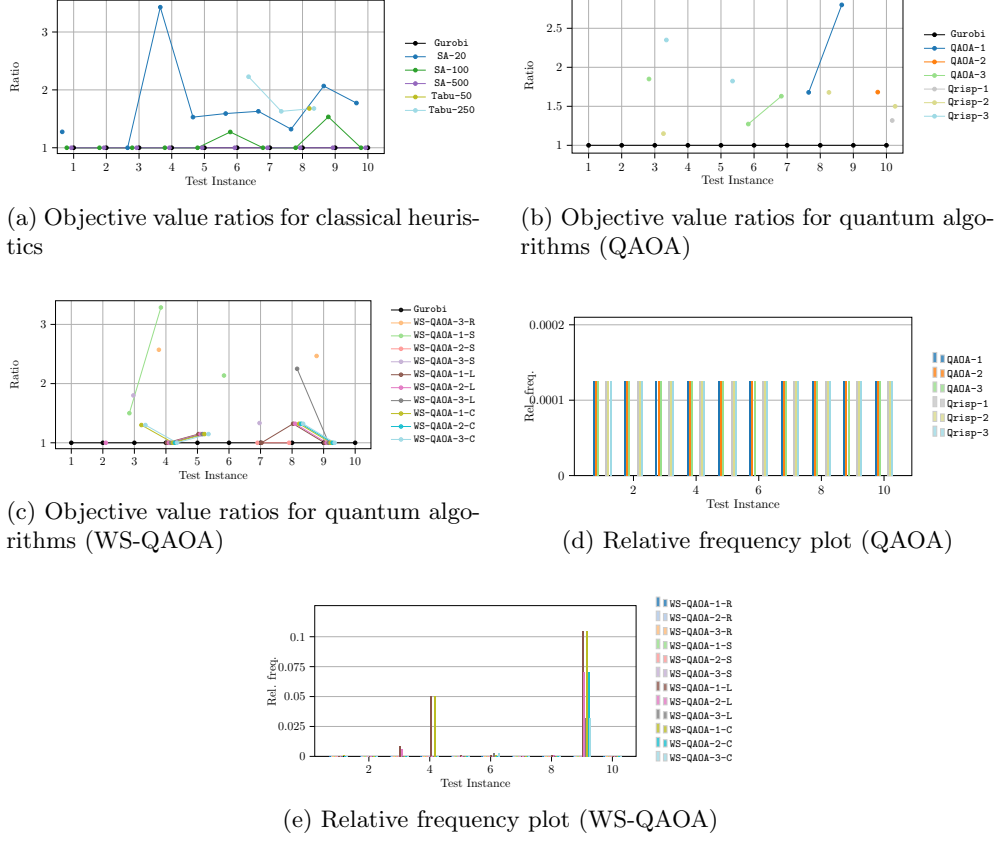 3
2
1
Ratio
1 2 3 4 5 6 7 8 9 10
Test Instance
Gurobi
SA-20
SA-100
SA-500
Tabu-50
Tabu-250
(a) Objective value ratios for classical heuris-
tics
2.5
2
1.5
1
Ratio
1 2 3 4 5 6 7 8 9 10
Test Instance
Gurobi
QAOA-1
QAOA-2
QAOA-3
Qrisp-1
Qrisp-2
Qrisp-3
(b) Objective value ratios for quantum algo-
rithms (QAOA)
3
2
1
Ratio
1 2 3 4 5 6 7 8 9 10
Test Instance
Gurobi
WS-QAOA-3-R
WS-QAOA-1-S
WS-QAOA-2-S
WS-QAOA-3-S
WS-QAOA-1-L
WS-QAOA-2-L
WS-QAOA-3-L
WS-QAOA-1-C
WS-QAOA-2-C
WS-QAOA-3-C
(c) Objective value ratios for quantum algo-
rithms (WS-QAOA)
0.0002
0.0001
0
Rel. freq.
2 4 6 8 10
Test Instance
QAOA-1
QAOA-2
QAOA-3
Qrisp-1
Qrisp-2
Qrisp-3
(d) Relative frequency plot (QAOA)
0.1
0.075
0.05
0.025
0
Rel. freq.
2 4 6 8 10
Test Instance
WS-QAOA-1-R
WS-QAOA-2-R
WS-QAOA-3-R
WS-QAOA-1-S
WS-QAOA-2-S
WS-QAOA-3-S
WS-QAOA-1-L
WS-QAOA-2-L
WS-QAOA-3-L
WS-QAOA-1-C
WS-QAOA-2-C
WS-QAOA-3-C
(e) Relative frequency plot (WS-QAOA)